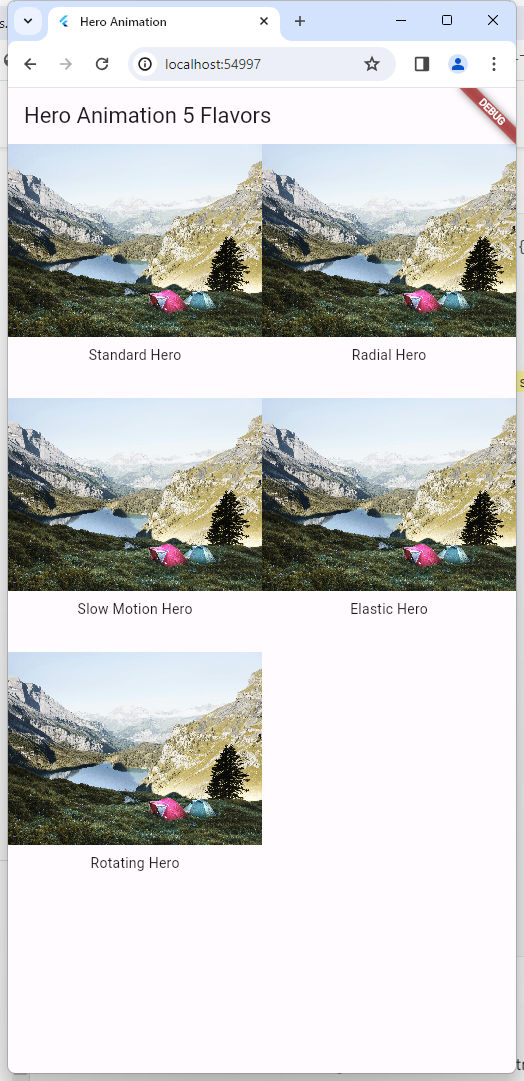 Hero Animation
localhost:54997
Hero Animation 5 Flavors
DEBUG
Standard Hero
Radial Hero
Slow Motion Hero
Elastic Hero
Rotating Hero